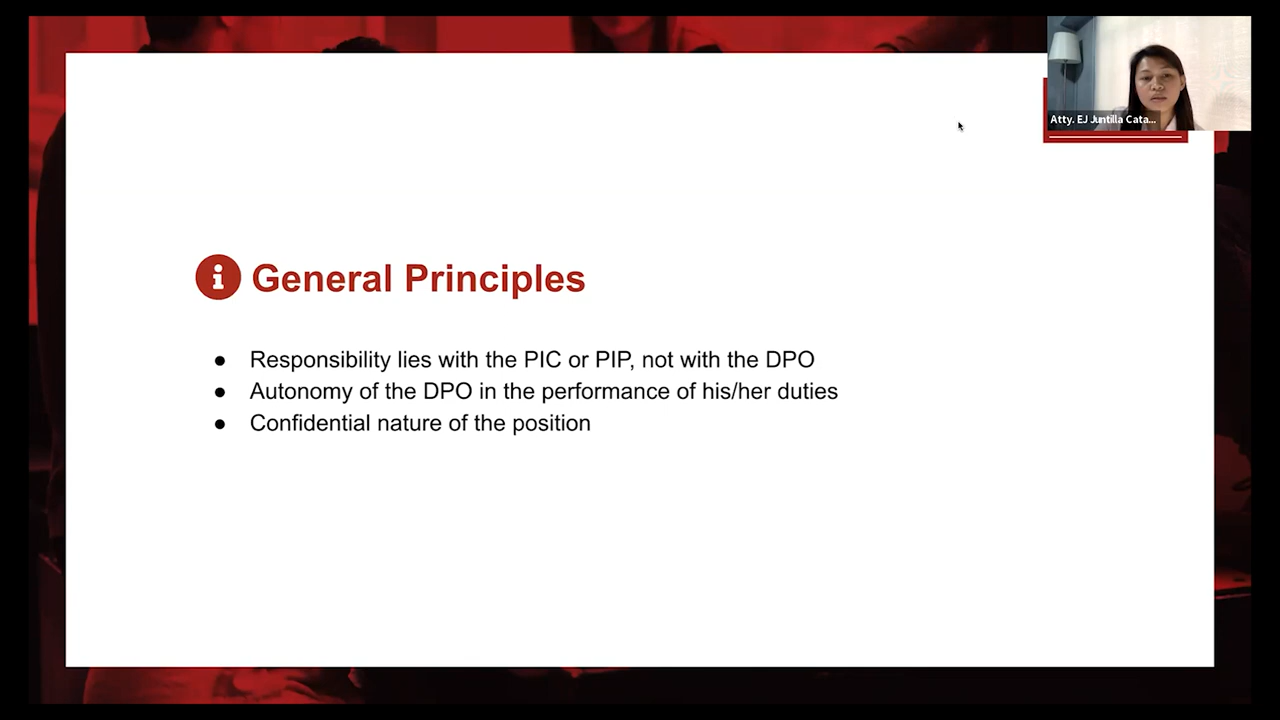 Atty. EJ Juntilla Cata...
General Principles
● Responsibility lies with the PIC or PIP, not with the DPO
● Autonomy of the DPO in the performance of his/her duties
● Confidential nature of the position